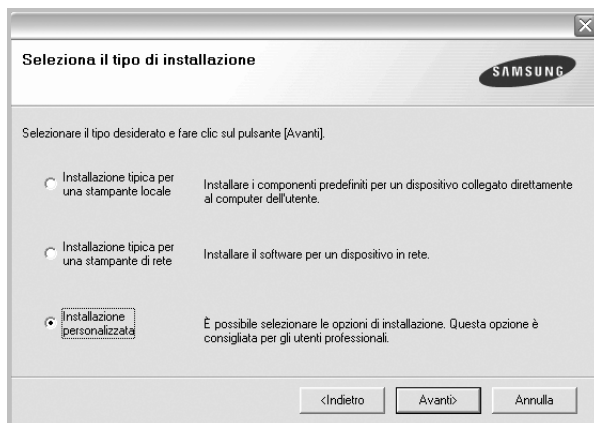 Seleziona il tipo di installazione
SAMSUNG
Selezionare il tipo desiderato e fare clic sul pulsante [Avanti].
Installazione tipica per
una stampante locale
Installare i componenti predefiniti per un dispositivo collegato direttamente
al computer dell'utente.
Installazione tipica per
una stampante di rete
Installare il software per un dispositivo in rete.
Installazione
personalizzata
È possibile selezionare le opzioni di installazione. Questa opzione è
consigliata per gli utenti professionali.
<Indietro
Avanti>
Annulla